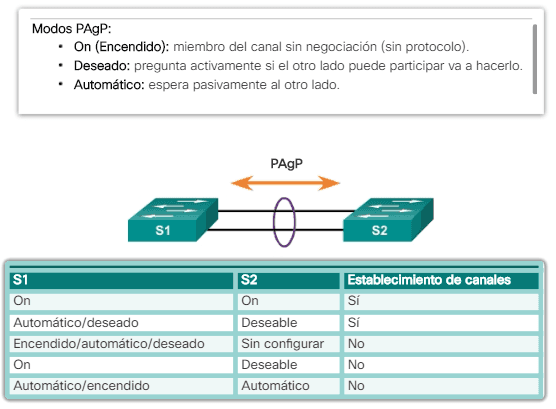 Modos PAgP:
• On (Encendido): miembro del canal sin negociación (sin protocolo).
• Deseado: pregunta activamente si el otro lado puede participar va a hacerlo.
• Automático: espera pasivamente al otro lado.
PAgP
S1 S2
S1 S2 Establecimiento de canales
On On Sí
Automático/deseado Deseable Sí
Encendido/automático/deseado Sin configurar No
On Deseable No
Automático/encendido Automático No